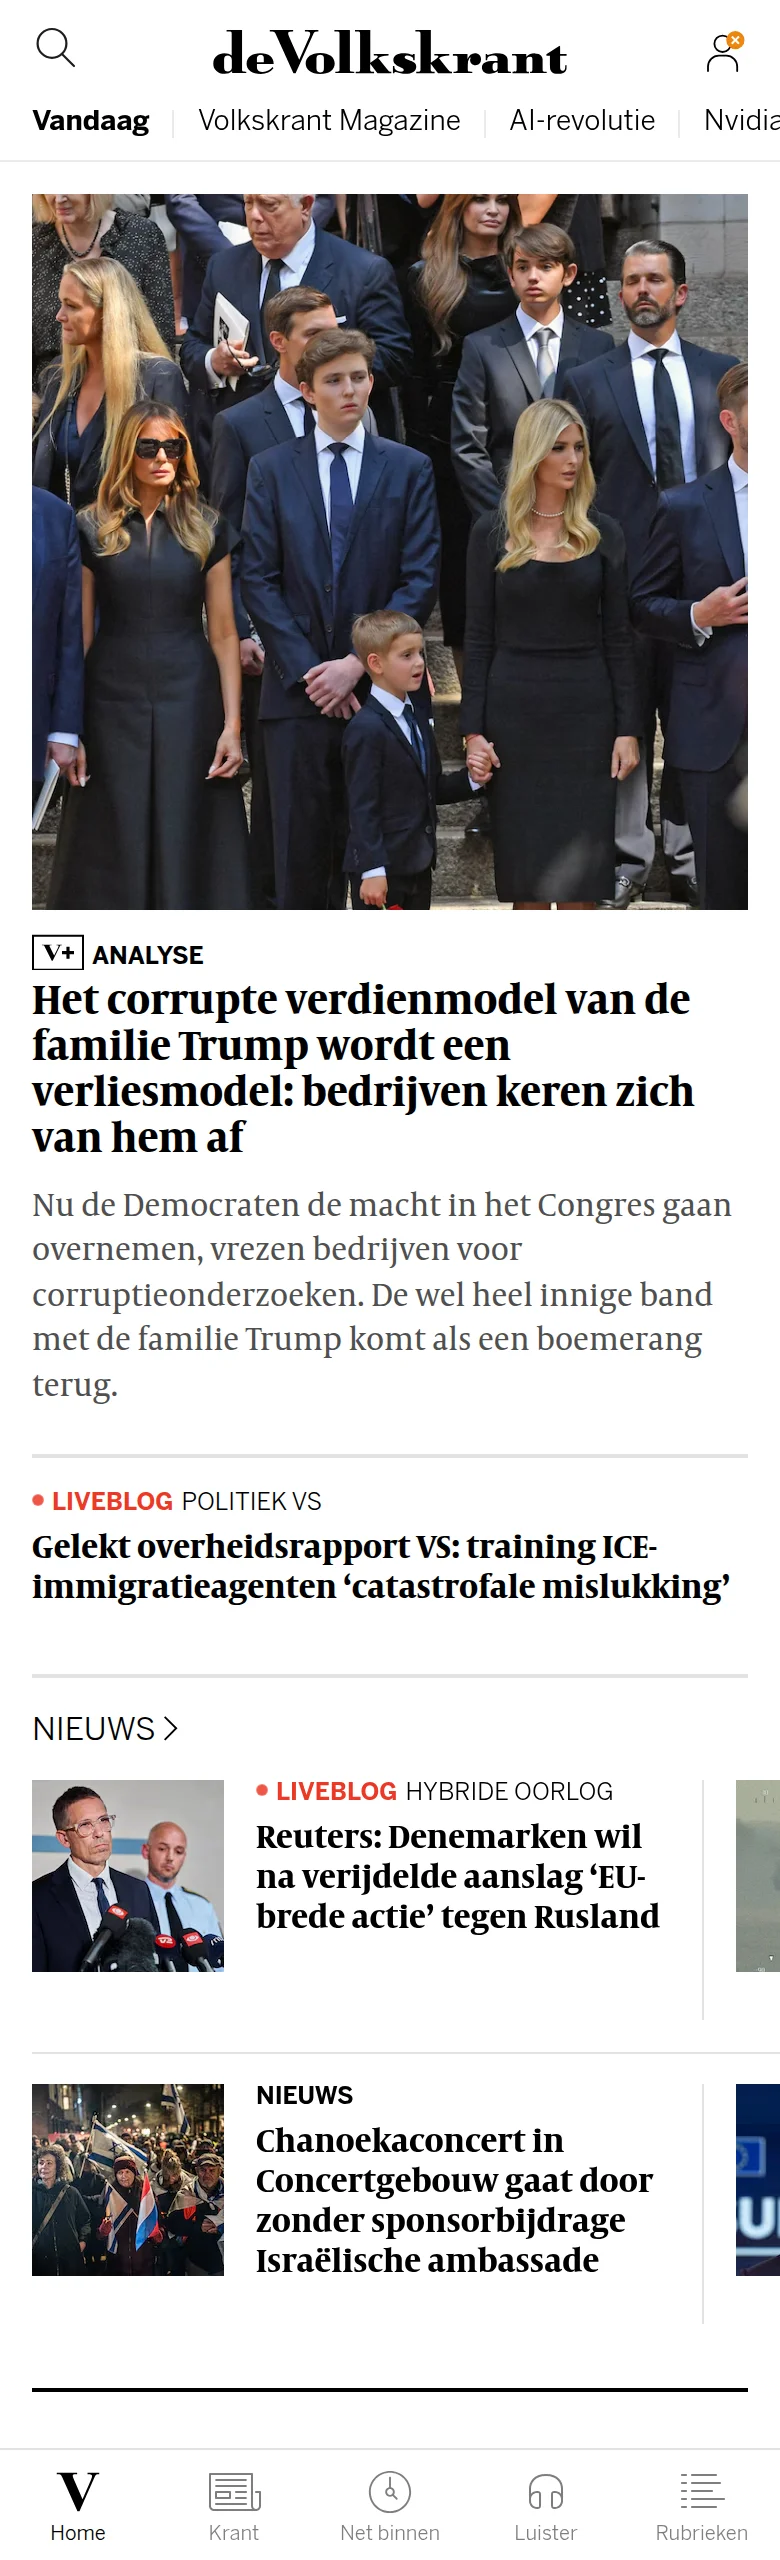 deVolkskrant
Vandaag
Volkskrant Magazine
AI-revolutie
V+ ANALYSE
Het corrupte verdienmodel van de
familie Trump wordt een
verliesmodel: bedrijven keren zich
van hem af
Nu de Democraten de macht in het Congres gaan
overnemen, vrezen bedrijven voor
corruptieonderzoeken. De wel heel innige band
met de familie Trump komt als een boemerang
terug.
LIVEBLOG POLITIEK VS
Gelekt overheidsrapport VS: training ICE-
immigratieagenten ‘catastrofale mislukking’
NIEUWS
LIVEBLOG HYBRIDE OORLOG
Reuters: Denemarken wil
na verijdelde aanslag ‘EU-
brede actie’ tegen Rusland
NIEUWS
Chanoekaconcert in
Concertgebouw gaat door
zonder sponsorbijdrage
Israëlische ambassade
V
Home
Krant
Net binnen
Luister
Rubrieken